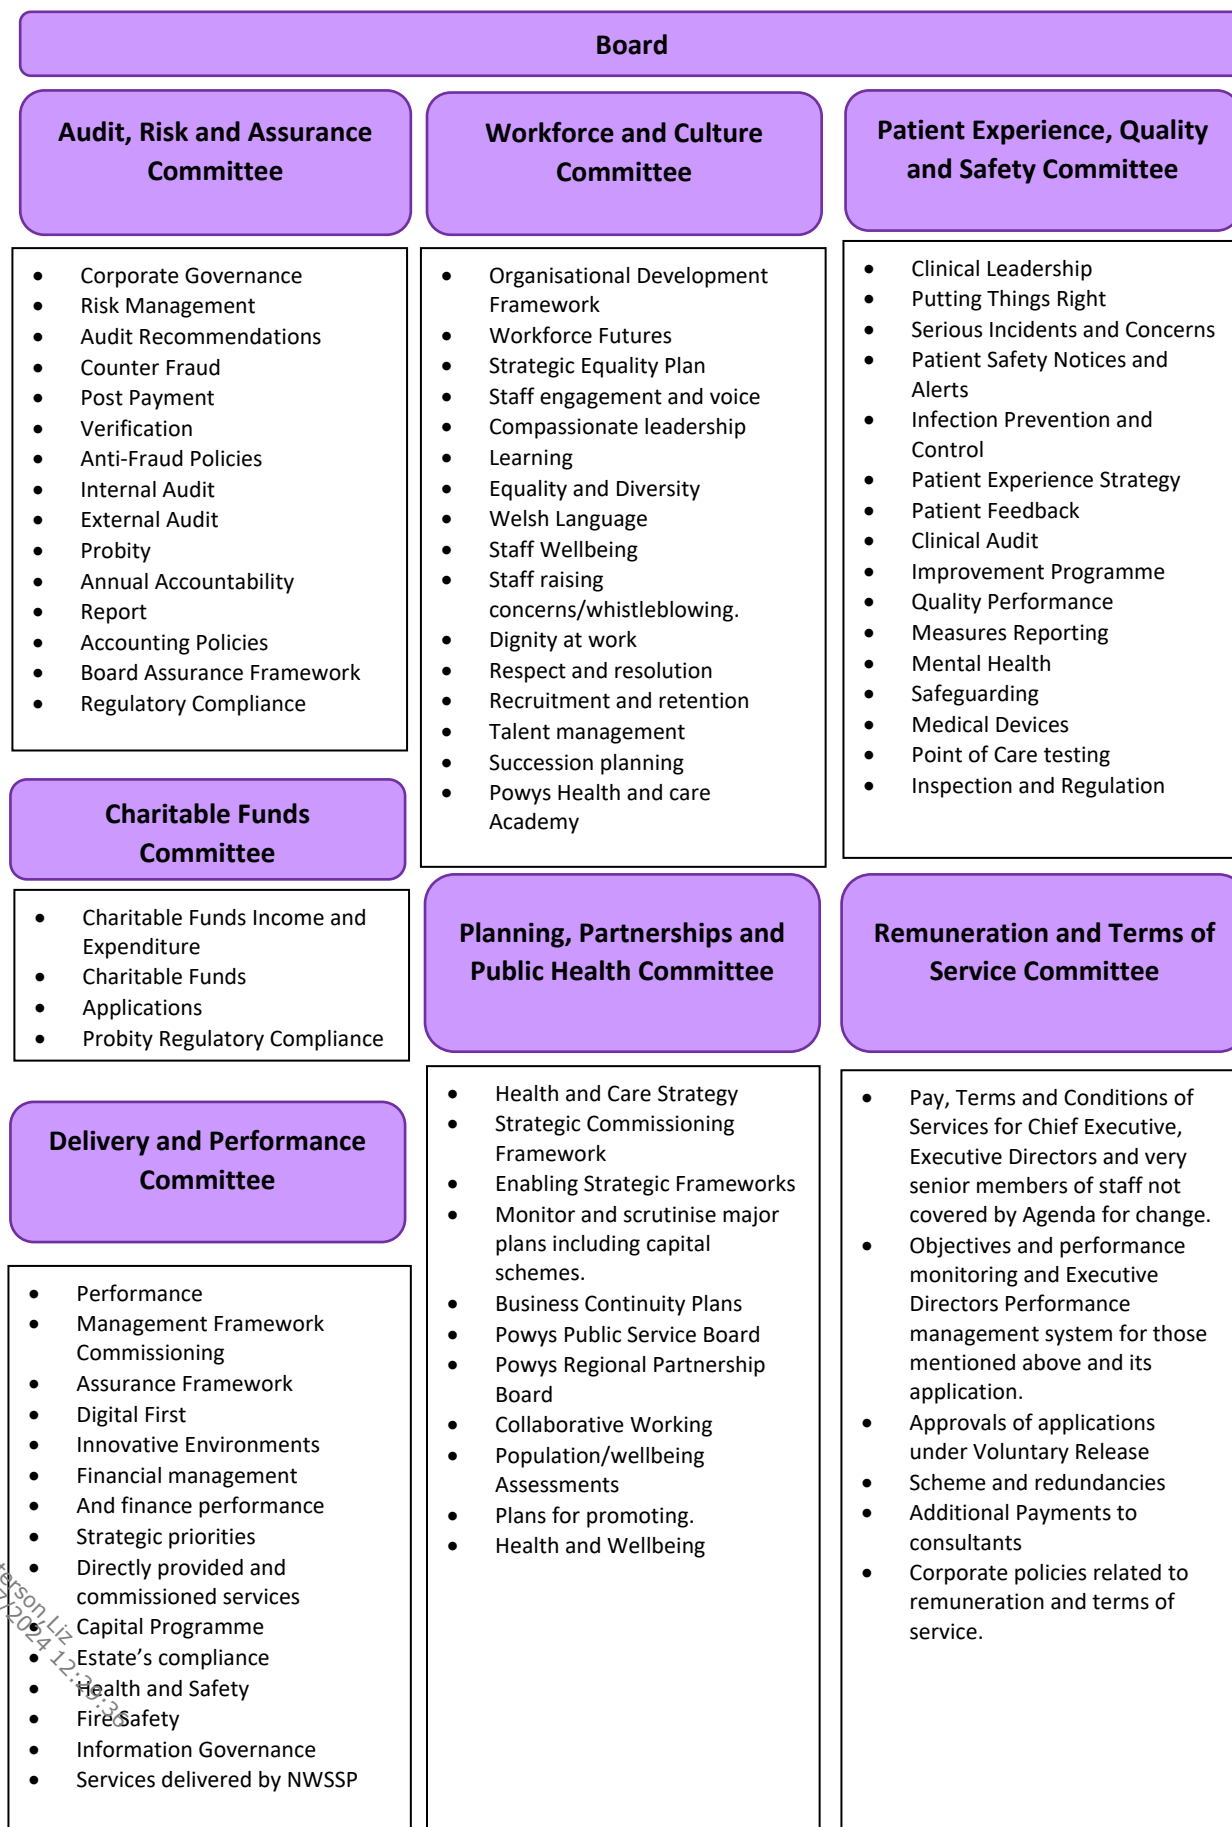 Board
Audit, Risk and Assurance
Committee
• Corporate Governance
• Risk Management
• Audit Recommendations
• Counter Fraud
• Post Payment
• Verification
• Anti-Fraud Policies
• Internal Audit
• External Audit
• Probity
• Annual Accountability
• Report
• Accounting Policies
• Board Assurance Framework
• Regulatory Compliance
Workforce and Culture
Committee
• Organisational Development
Framework
• Workforce Futures
• Strategic Equality Plan
• Staff engagement and voice
• Compassionate leadership
• Learning
• Equality and Diversity
• Welsh Language
• Staff Wellbeing
• Staff raising
concerns/whistleblowing.
• Dignity at work
• Respect and resolution
• Recruitment and retention
• Talent management
• Succession planning
• Powys Health and care
Academy
Patient Experience, Quality
and Safety Committee
• Clinical Leadership
• Putting Things Right
• Serious Incidents and Concerns
• Patient Safety Notices and
Alerts
• Infection Prevention and
Control
• Patient Experience Strategy
• Patient Feedback
• Clinical Audit
• Improvement Programme
• Quality Performance
• Measures Reporting
• Mental Health
• Safeguarding
• Medical Devices
• Point of Care testing
• Inspection and Regulation
Charitable Funds
Committee
• Charitable Funds Income and
Expenditure
• Charitable Funds
• Applications
• Probity Regulatory Compliance
Planning, Partnerships and
Public Health Committee
• Health and Care Strategy
• Strategic Commissioning
Framework
• Enabling Strategic Frameworks
• Monitor and scrutinise major
plans including capital
schemes.
• Business Continuity Plans
• Powys Public Service Board
• Powys Regional Partnership
Board
• Collaborative Working
• Population/wellbeing
Assessments
• Plans for promoting.
• Health and Wellbeing
Remuneration and Terms of
Service Committee
• Pay, Terms and Conditions of
Services for Chief Executive,
Executive Directors and very
senior members of staff not
covered by Agenda for change.
• Objectives and performance
monitoring and Executive
Directors Performance
management system for those
mentioned above and its
application.
• Approvals of applications
under Voluntary Release
• Scheme and redundancies
• Additional Payments to
consultants
• Corporate policies related to
remuneration and terms of
service.
Delivery and Performance
Committee
• Performance
• Management Framework
Commissioning
• Assurance Framework
• Digital First
• Innovative Environments
• Financial management
• And finance performance
• Strategic priorities
• Directly provided and
commissioned services
• Capital Programme
• Estate's compliance
• Health and Safety
• Fire Safety
• Information Governance
• Services delivered by NWSSP
terson,Liz
7/2024 12:29:36